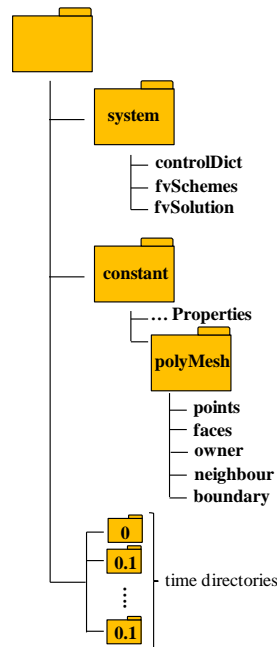 system
controlDict
fvSchemes
fvSolution
constant
... Properties
polyMesh
points
faces
owner
neighbour
boundary
0
0.1
time directories
0.1